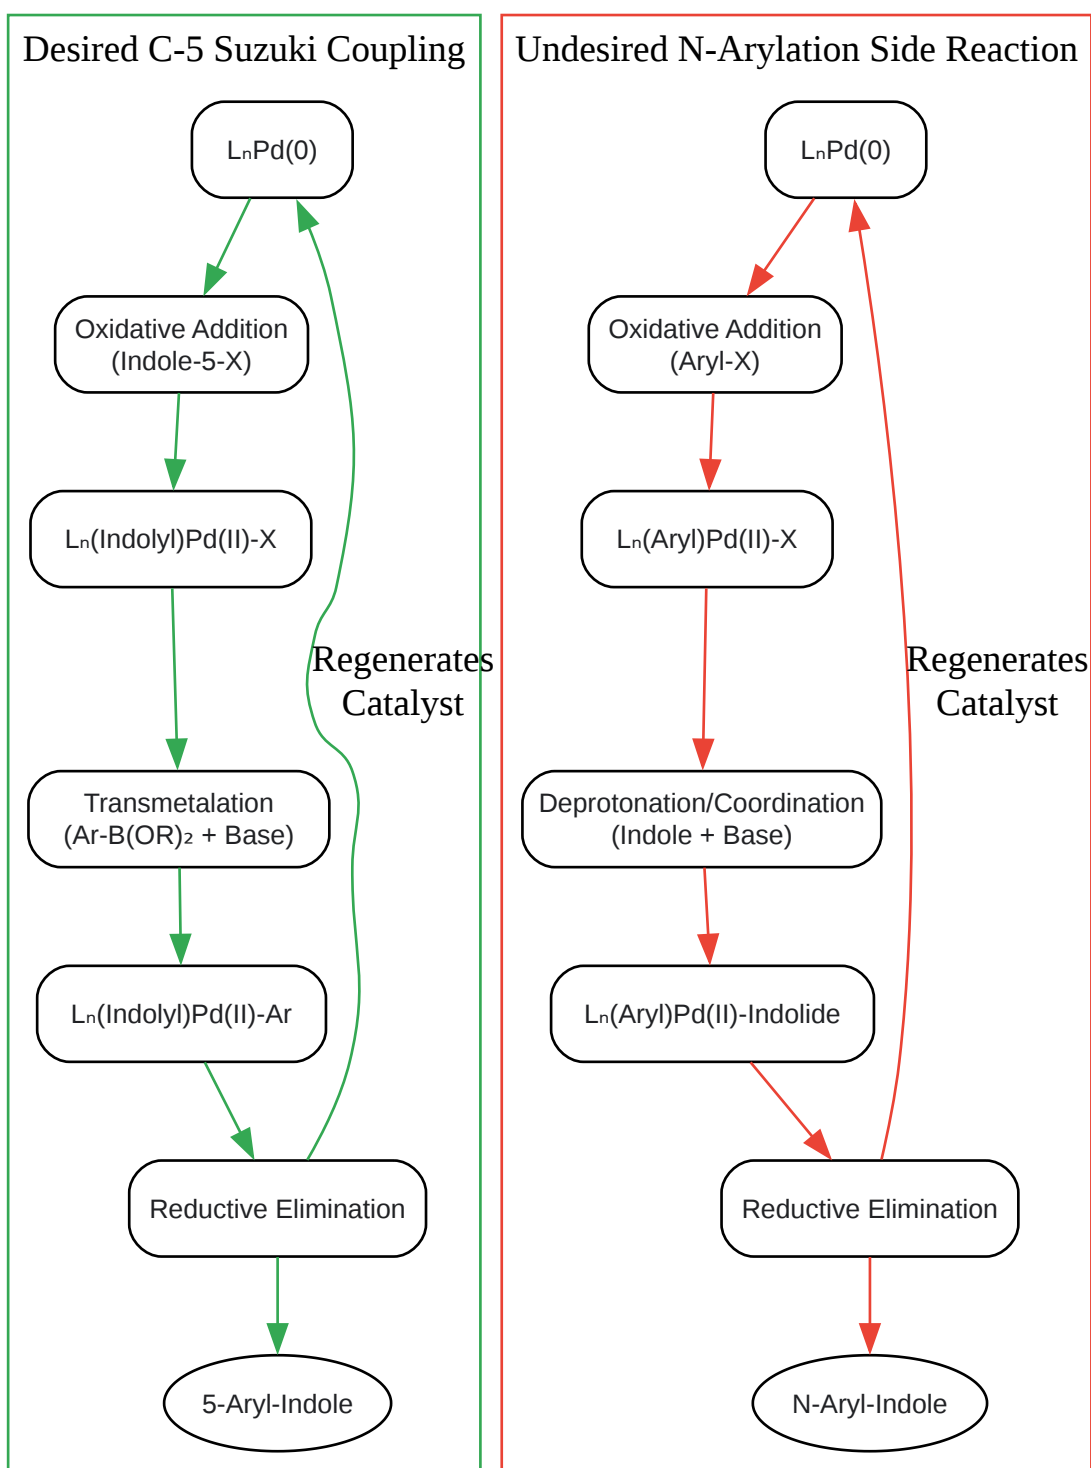 Desired C-5 Suzuki Coupling
LₙPd(0)
Oxidative Addition
(Indole-5-X)
Lₙ(Indolyl)Pd(II)-X
Regenerates
Catalyst
Transmetalation
(Ar-B(OR)₂ + Base)
Lₙ(Indolyl)Pd(II)-Ar
Reductive Elimination
5-Aryl-Indole
Undesired N-Arylation Side Reaction
LₙPd(0)
Oxidative Addition
(Aryl-X)
Lₙ(Aryl)Pd(II)-X
Regenerates
Catalyst
Deprotonation/Coordination
(Indole + Base)
Lₙ(Aryl)Pd(II)-Indolide
Reductive Elimination
N-Aryl-Indole